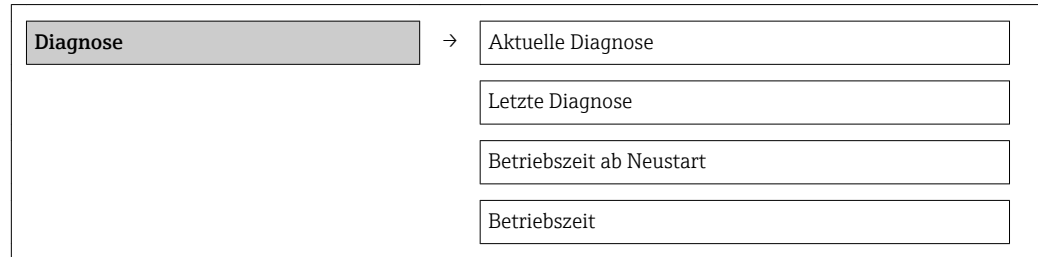 Diagnose → Aktuelle Diagnose
Letzte Diagnose
Betriebszeit ab Neustart
Betriebszeit